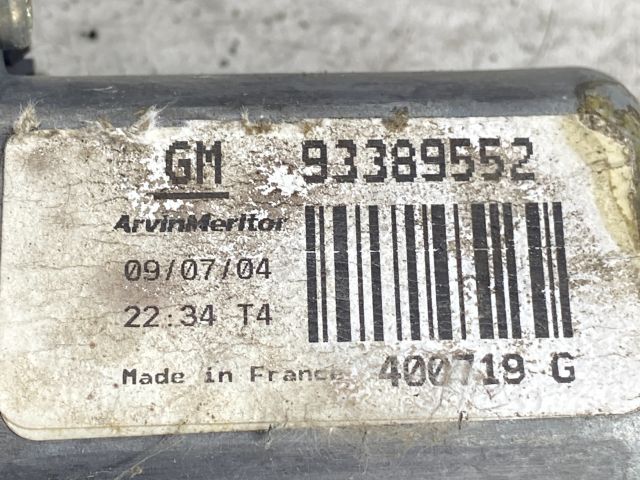 GM 93389552
ArvinMeritor
09/07/04
22:34 T4
Made in France 400719 G